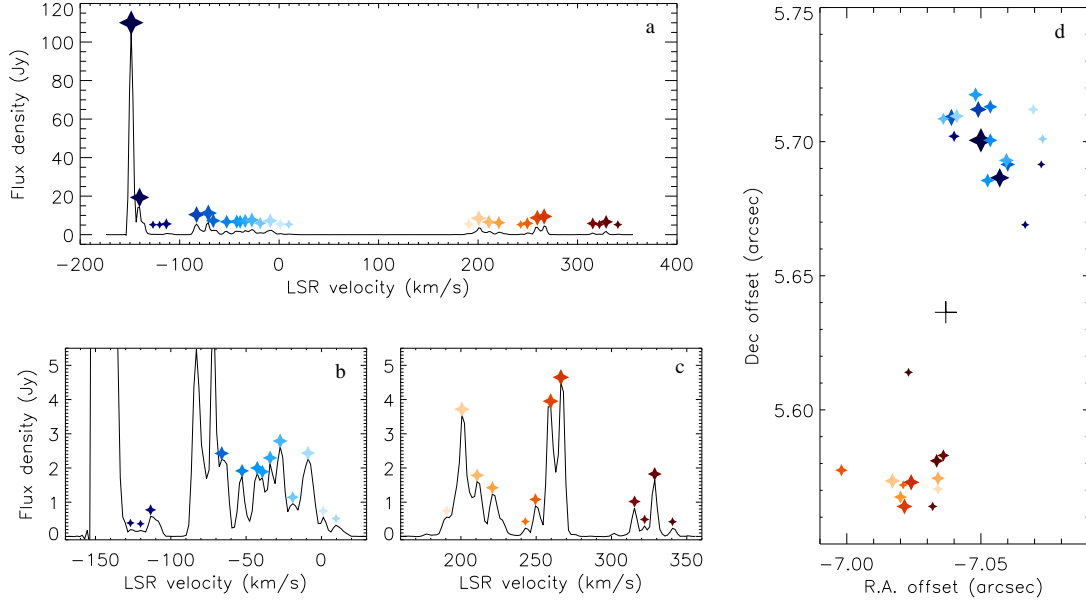 a
Flux density (Jy)
120
100
80
60
40
20
0
−200 −100 0 100 200 300 400
LSR velocity (km/s)
b
Flux density (Jy)
5
4
3
2
1
0
−150 −100 −50 0
LSR velocity (km/s)
c
5
4
3
2
1
0
200 250 300 350
LSR velocity (km/s)
d
Dec offset (arcsec)
5.75
5.70
5.65
5.60
−7.00 −7.05
R.A. offset (arcsec)